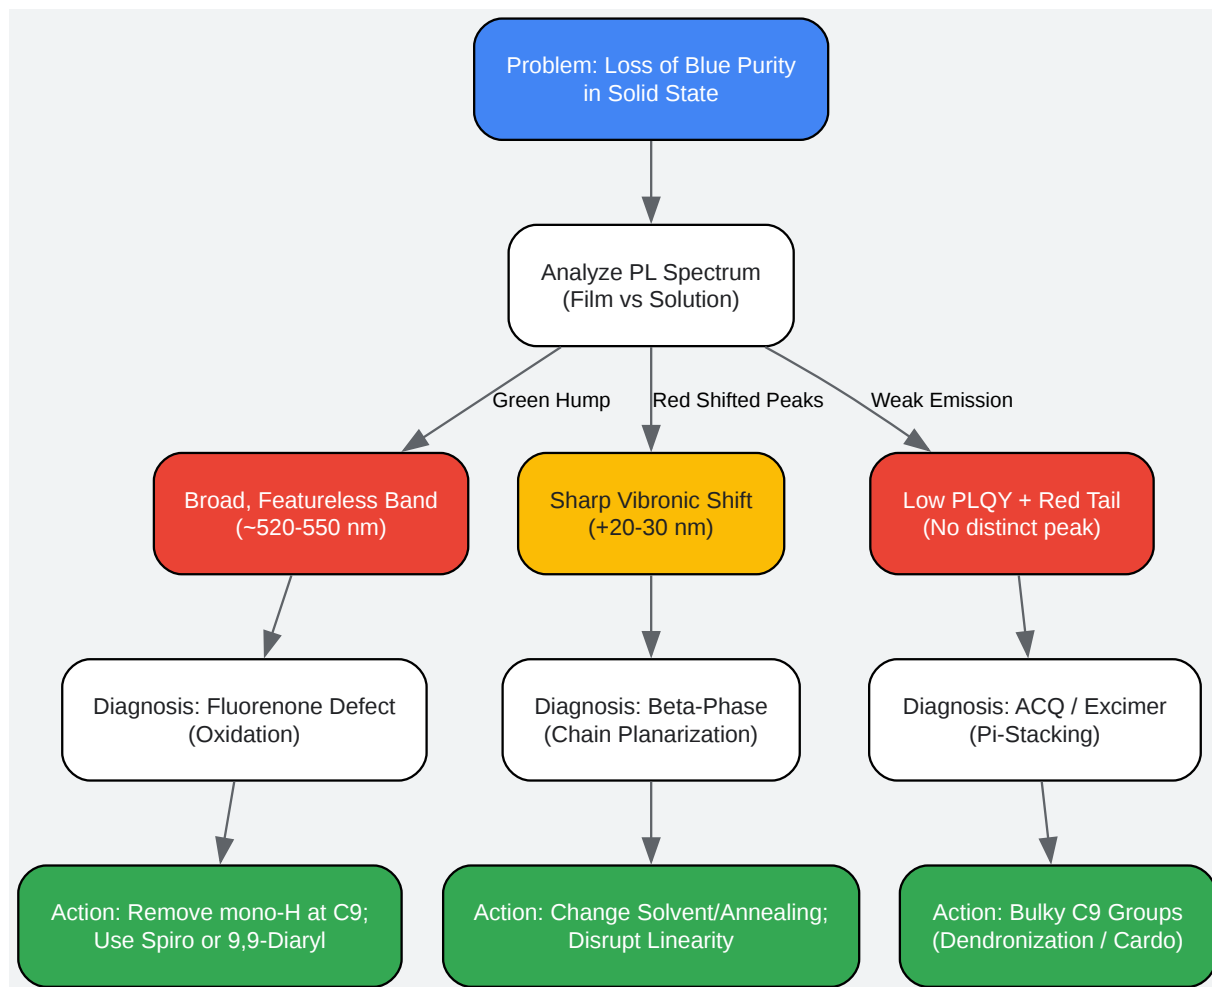 Problem: Loss of Blue Purity
in Solid State
Analyze PL Spectrum
(Film vs Solution)
Green Hump
Red Shifted Peaks
Weak Emission
Broad, Featureless Band
(~520-550 nm)
Sharp Vibronic Shift
(+20-30 nm)
Low PLQY + Red Tail
(No distinct peak)
Diagnosis: Fluorenone Defect
(Oxidation)
Diagnosis: Beta-Phase
(Chain Planarization)
Diagnosis: ACQ / Excimer
(Pi-Stacking)
Action: Remove mono-H at C9;
Use Spiro or 9,9-Diaryl
Action: Change Solvent/Annealing;
Disrupt Linearity
Action: Bulky C9 Groups
(Dendronization / Cardo)